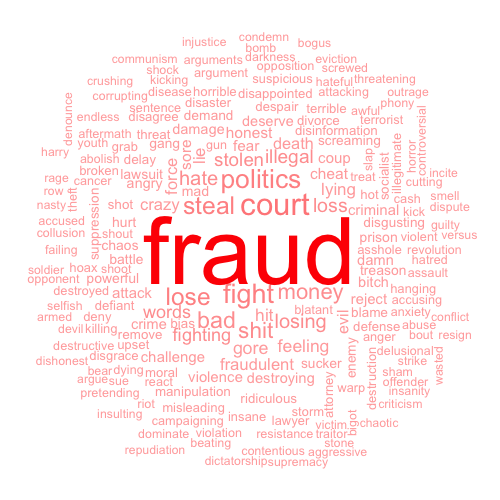 condemn
injustice bomb bogus
communism arguments darkness eviction
shock argument opposition screwed
crushing kicking suspicious hateful threatening
corrupting disease horrible disappointed attacking outrage
sentence disaster despair terrible awful phony
denounce endless disagree demand deserve divorce terrorist controversial
aftermath threat damage honest disinformation
youth grab gang sore lie gun fear death screaming slap illegitimate horror
harry abolish delay force stolen illegal coup socialist
broken lawsuit hate politics cheat treat incite
rage cancer angry mad lying hot cash cutting
row theft suppression shot crazy steal court loss criminal kick smell
nasty dispute
accused hurt disgusting guilty
collusion shout fraud prison violent versus
chaos asshole revolution
failing battle damn hatred
soldier hoax shoot treason assault
opponent powerful bitch
destroyed attack lose fight money reject hanging
selfish defiant words hit blatant evil accusing
armed deny bad losing blame anxiety conflict
devil killing crime bias shit defense abuse
destructive upset remove fighting anger bout resign
disgrace challenge gore feeling enemy delusional
dishonest fraudulent sucker destruction strike wasted
bear dying moral violence destroying attorney sham
argue sue react warp offender
pretending manipulation ridiculous insanity
riot misleading storm bigot criticism
insulting campaigning insane lawyer victim chaotic
dominate violation resistance traitor
beating stone
repudiation contentious aggressive
dictatorship supremacy